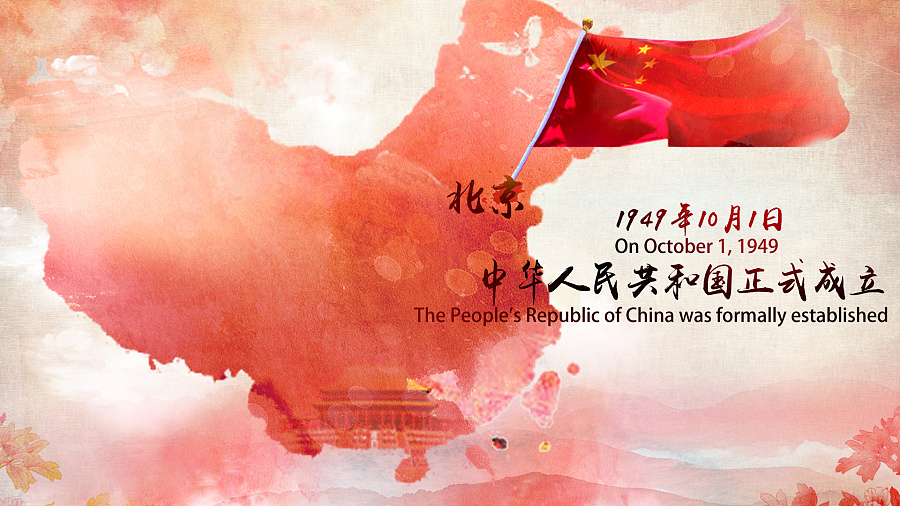 北京
1949年10月1日
On October 1, 1949
中华人民共和国正式成立
The People's Republic of China was formally established